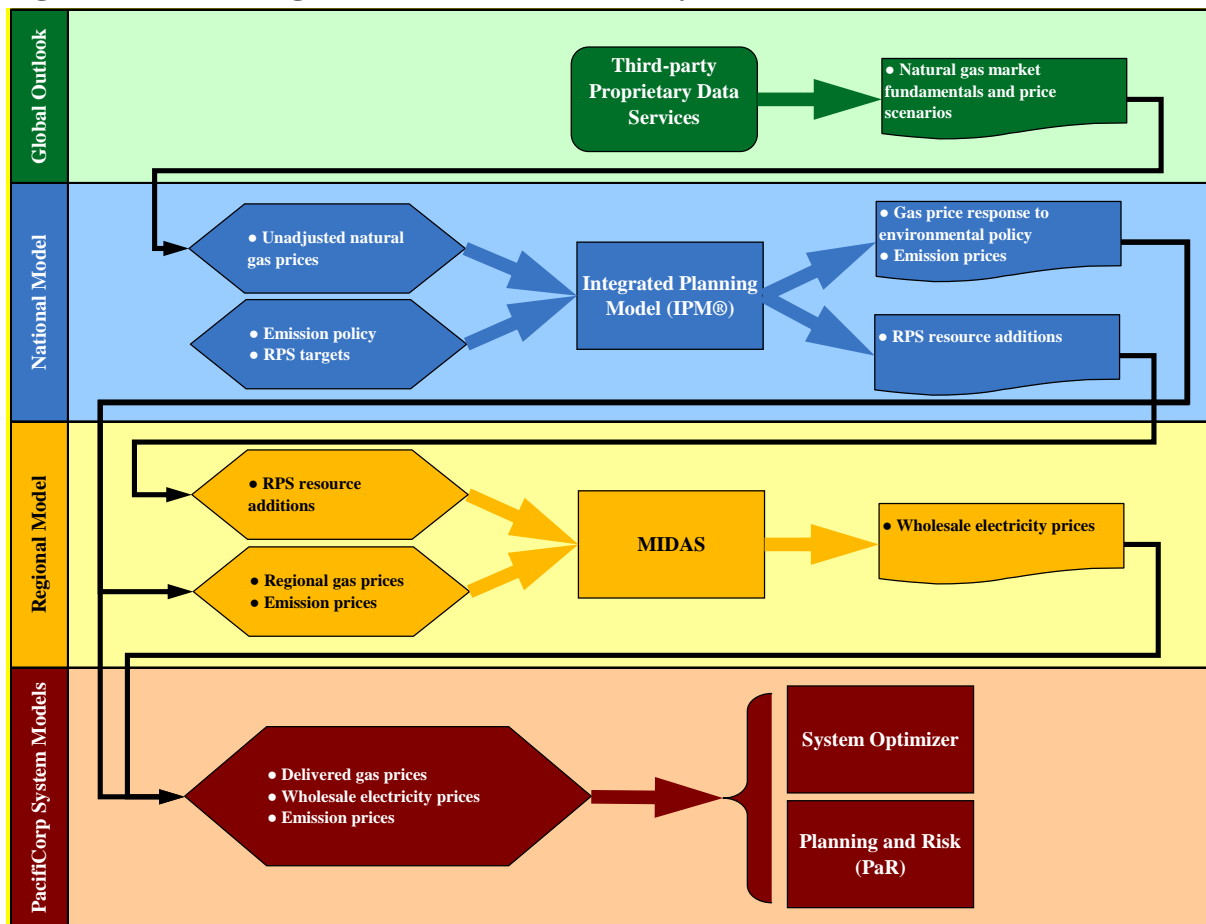 Global Outlook
Third-party
Proprietary Data
Services
● Natural gas market
fundamentals and price
scenarios
National Model
● Unadjusted natural
gas prices
● Emission policy
● RPS targets
Integrated Planning
Model (IPM®)
● Gas price response to
environmental policy
● Emission prices
● RPS resource additions
Regional Model
● RPS resource
additions
● Regional gas prices
● Emission prices
MIDAS
● Wholesale electricity prices
PacifiCorp System Models
● Delivered gas prices
● Wholesale electricity prices
● Emission prices
System Optimizer
Planning and Risk
(PaR)